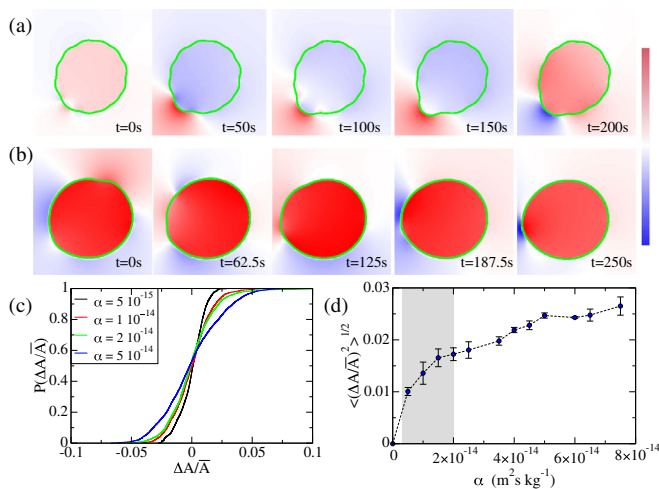 (a)
t=0s
t=50s
t=100s
t=150s
t=200s
(b)
t=0s
t=62.5s
t=125s
t=187.5s
t=250s
(c)
1
0.8
0.6
0.4
0.2
0
P(ΔA/A̅)
α = 5 10⁻¹⁵
α = 1 10⁻¹⁴
α = 2 10⁻¹⁴
α = 5 10⁻¹⁴
-0.1
-0.05
0
0.05
0.1
ΔA/A̅
(d)
0.03
0.02
0.01
0
<(ΔA/A̅)²>^1/2
0
2×10⁻¹⁴
4×10⁻¹⁴
6×10⁻¹⁴
8×10⁻¹⁴
α (m²s kg⁻¹)